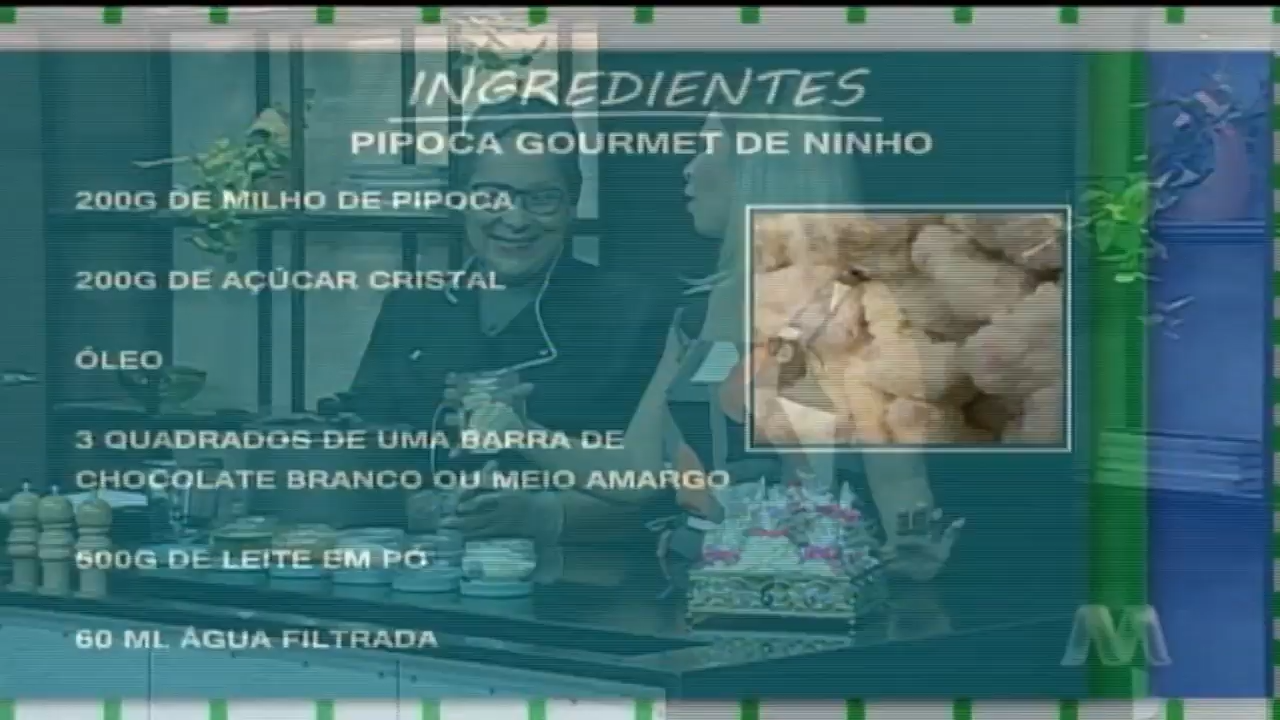 INGREDIENTES
PIPOCA GOURMET DE NINHO
200G DE MILHO DE PIPOCA
200G DE AÇÚCAR CRISTAL
ÓLEO
3 QUADRADOS DE UMA BARRA DE
CHOCOLATE BRANCO OU MEIO AMARGO
500G DE LEITE EM PÓ
60 ML ÁGUA FILTRADA